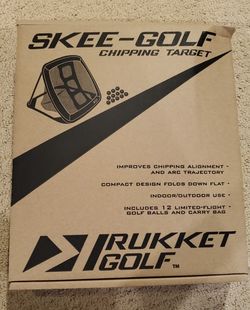 SKEE-GOLF
CHIPPING TARGET
IMPROVES CHIPPING ALIGNMENT -
AND ARC TRAJECTORY
COMPACT DESIGN FOLDS DOWN FLAT -
INDOOR/OUTDOOR USE -
INCLUDES 12 LIMITED-FLIGHT -
GOLF BALLS AND CARRY BAG
RUKKET
GOLF™